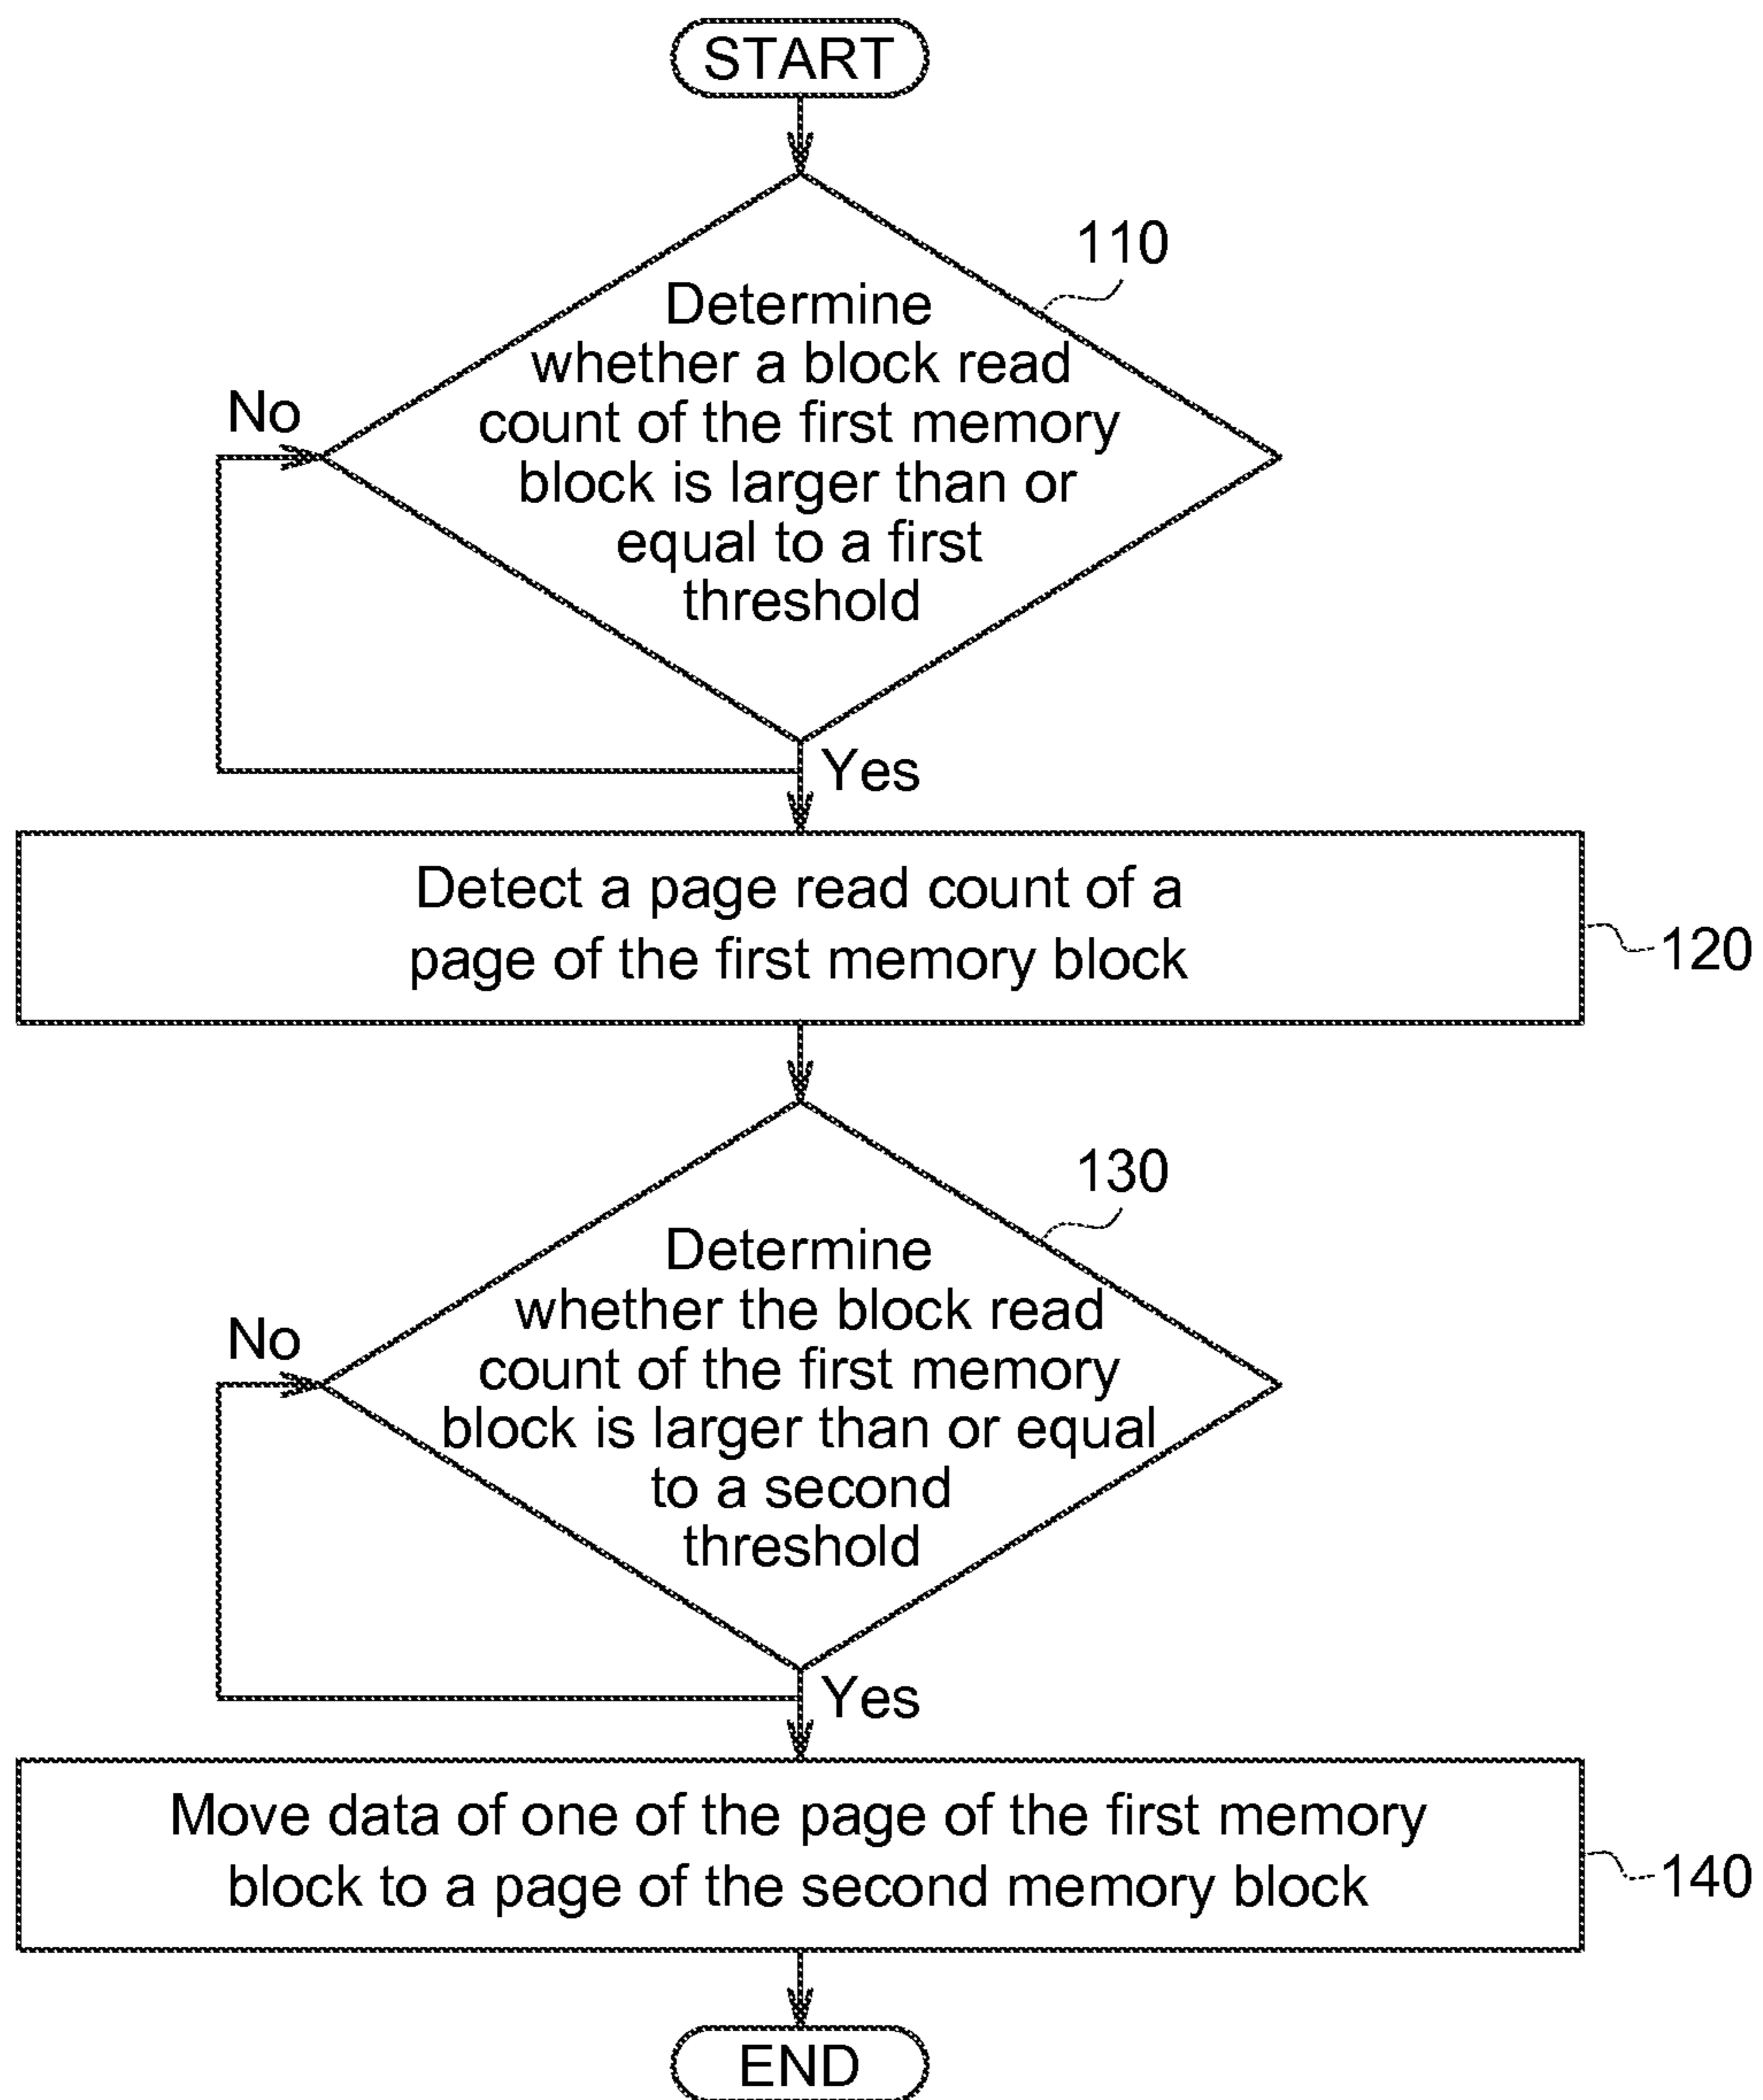 START
110
Determine
whether a block read
count of the first memory
block is larger than or
equal to a first
threshold
No
Yes
Detect a page read count of a
page of the first memory block
120
130
Determine
whether the block read
count of the first memory
block is larger than or equal
to a second
threshold
No
Yes
Move data of one of the page of the first memory
block to a page of the second memory block
140
END